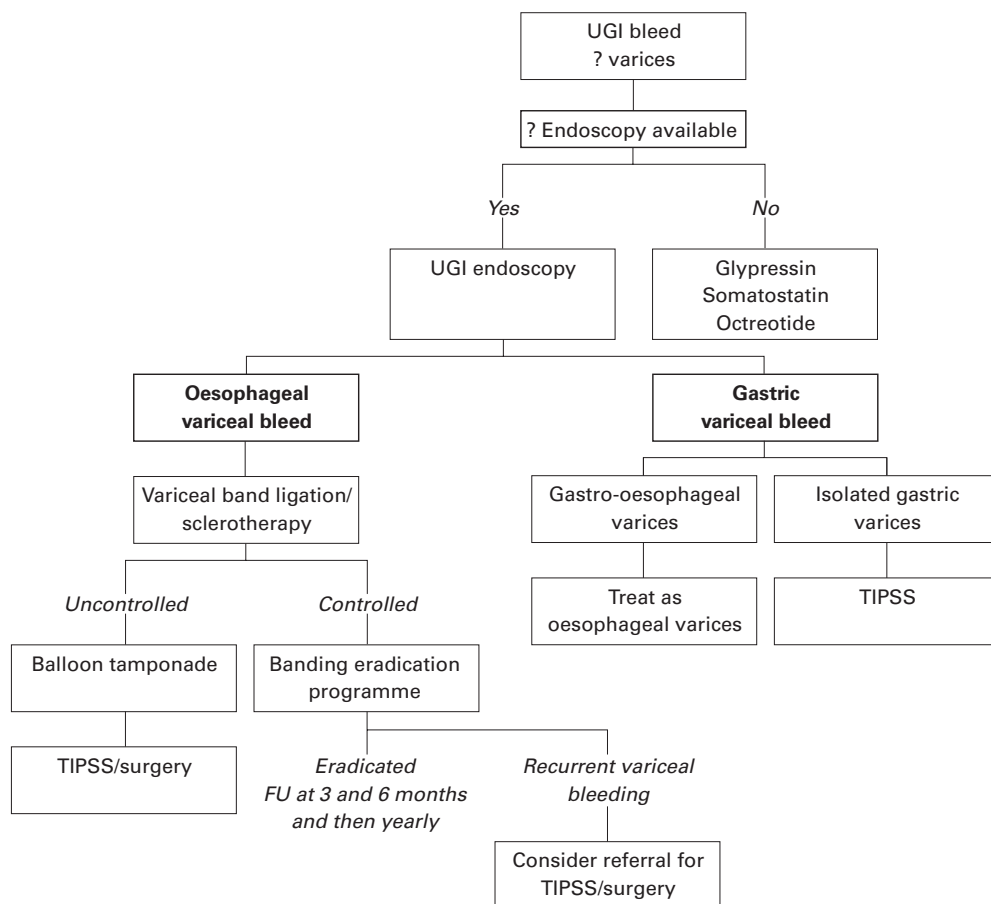 UGI bleed
? varices
? Endoscopy available
Yes
No
UGI endoscopy
Glypressin
Somatostatin
Octreotide
Oesophageal
variceal bleed
Gastric
variceal bleed
Variceal band ligation/
sclerotherapy
Gastro-oesophageal
varices
Isolated gastric
varices
Uncontrolled
Controlled
Treat as
oesophageal varices
TIPSS
Balloon tamponade
Banding eradication
programme
TIPSS/surgery
Eradicated
FU at 3 and 6 months
and then yearly
Recurrent variceal
bleeding
Consider referral for
TIPSS/surgery